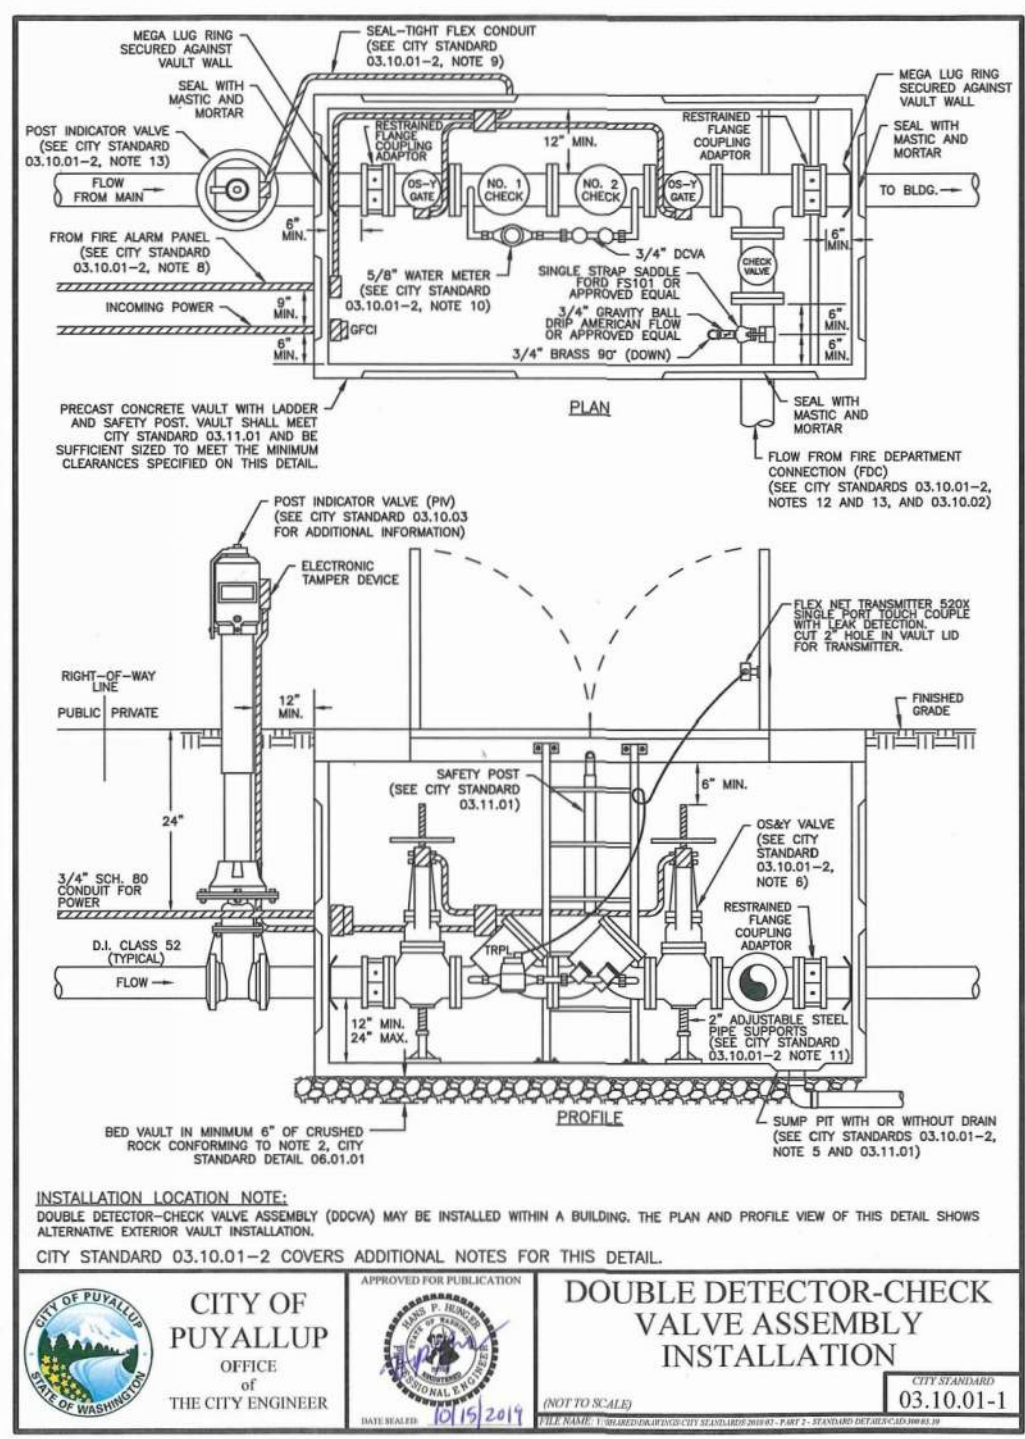 MEGA LUG RING
SECURED AGAINST
VAULT WALL
SEAL-TIGHT FLEX CONDUIT
(SEE CITY STANDARD
03.10.01-2, NOTE 9)
SEAL WITH
MASTIC AND
MORTAR
POST INDICATOR VALVE
(SEE CITY STANDARD
03.10.01-2, NOTE 13)
FLOW
FROM MAIN
RESTRAINED
FLANGE
COUPLING
ADAPTOR
12" MIN.
RESTRAINED
FLANGE
COUPLING
ADAPTOR
MEGA LUG RING
SECURED AGAINST
VAULT WALL
SEAL WITH
MASTIC AND
MORTAR
OS-Y
GATE
NO. 1
CHECK
NO. 2
CHECK
OS-Y
GATE
TO BLDG.
6"
MIN.
6"
MIN.
FROM FIRE ALARM PANEL
(SEE CITY STANDARD
03.10.01-2, NOTE 8)
INCOMING POWER
9"
MIN.
6"
MIN.
GFCI
5/8" WATER METER
(SEE CITY STANDARD
03.10.01-2, NOTE 10)
3/4" DCVA
SINGLE STRAP SADDLE
FORD FS101 OR
APPROVED EQUAL
3/4" GRAVITY BALL
DRIP AMERICAN FLOW
OR APPROVED EQUAL
3/4" BRASS 90° (DOWN)
CHECK
VALVE
6"
MIN.
6"
MIN.
PRECAST CONCRETE VAULT WITH LADDER
AND SAFETY POST. VAULT SHALL MEET
CITY STANDARD 03.11.01 AND BE
SUFFICIENT SIZED TO MEET THE MINIMUM
CLEARANCES SPECIFIED ON THIS DETAIL.
PLAN
SEAL WITH
MASTIC AND
MORTAR
FLOW FROM FIRE DEPARTMENT
CONNECTION (FDC)
(SEE CITY STANDARDS 03.10.01-2,
NOTES 12 AND 13, AND 03.10.02)
POST INDICATOR VALVE (PIV)
(SEE CITY STANDARD 03.10.03
FOR ADDITIONAL INFORMATION)
ELECTRONIC
TAMPER DEVICE
FLEX NET TRANSMITTER 520X
SINGLE PORT TOUCH COUPLE
WITH LEAK DETECTION.
CUT 2" HOLE IN VAULT LID
FOR TRANSMITTER.
RIGHT-OF-WAY
LINE
PUBLIC PRIVATE
12"
MIN.
FINISHED
GRADE
SAFETY POST
(SEE CITY STANDARD
03.11.01)
6" MIN.
24"
OS&Y VALVE
(SEE CITY
STANDARD
03.10.01-2,
NOTE 6)
3/4" SCH. 80
CONDUIT FOR
POWER
RESTRAINED
FLANGE
COUPLING
ADAPTOR
D.I. CLASS 52
(TYPICAL)
FLOW
TRPL
12" MIN.
24" MAX.
2" ADJUSTABLE STEEL
PIPE SUPPORTS
(SEE CITY STANDARD
03.10.01-2 NOTE 11)
PROFILE
BED VAULT IN MINIMUM 6" OF CRUSHED
ROCK CONFORMING TO NOTE 2, CITY
STANDARD DETAIL 06.01.01
SUMP PIT WITH OR WITHOUT DRAIN
(SEE CITY STANDARDS 03.10.01-2,
NOTE 5 AND 03.11.01)
INSTALLATION LOCATION NOTE:
DOUBLE DETECTOR-CHECK VALVE ASSEMBLY (DDCVA) MAY BE INSTALLED WITHIN A BUILDING. THE PLAN AND PROFILE VIEW OF THIS DETAIL SHOWS
ALTERNATIVE EXTERIOR VAULT INSTALLATION.
CITY STANDARD 03.10.01-2 COVERS ADDITIONAL NOTES FOR THIS DETAIL.
CITY OF PUYALLUP
STATE OF WASHINGTON
CITY OF
PUYALLUP
OFFICE
of
THE CITY ENGINEER
APPROVED FOR PUBLICATION
HANS P. HUNGER
STATE OF WASHINGTON
REGISTERED
PROFESSIONAL ENGINEER
DATE SEALED: 10/15/2019
DOUBLE DETECTOR-CHECK
VALVE ASSEMBLY
INSTALLATION
(NOT TO SCALE)
CITY STANDARD
03.10.01-1